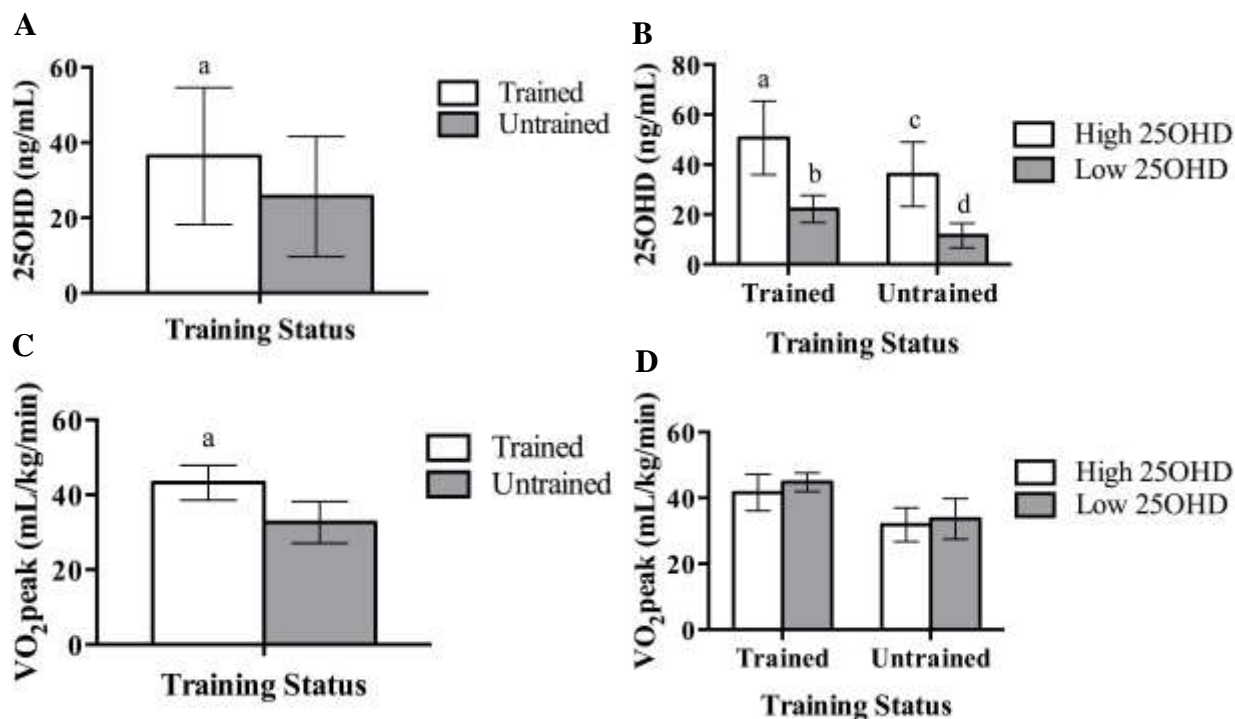 A
25OHD (ng/mL)
60
40
20
0
a
Training Status
Trained
Untrained
B
25OHD (ng/mL)
80
60
40
20
0
a
b
c
d
Trained
Untrained
Training Status
High 25OHD
Low 25OHD
C
VO₂peak (mL/kg/min)
60
40
20
0
a
Training Status
Trained
Untrained
D
VO₂peak (mL/kg/min)
60
40
20
0
Trained
Untrained
Training Status
High 25OHD
Low 25OHD